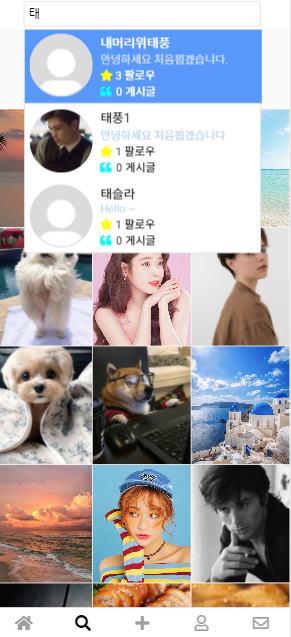 태
내머리위태풍
안녕하세요 처음뵙겠습니다.
3 팔로우
0 게시글
태풍1
안녕하세요 처음뵙겠습니다.
1 팔로우
0 게시글
태슬라
Hello ~
1 팔로우
0 게시글